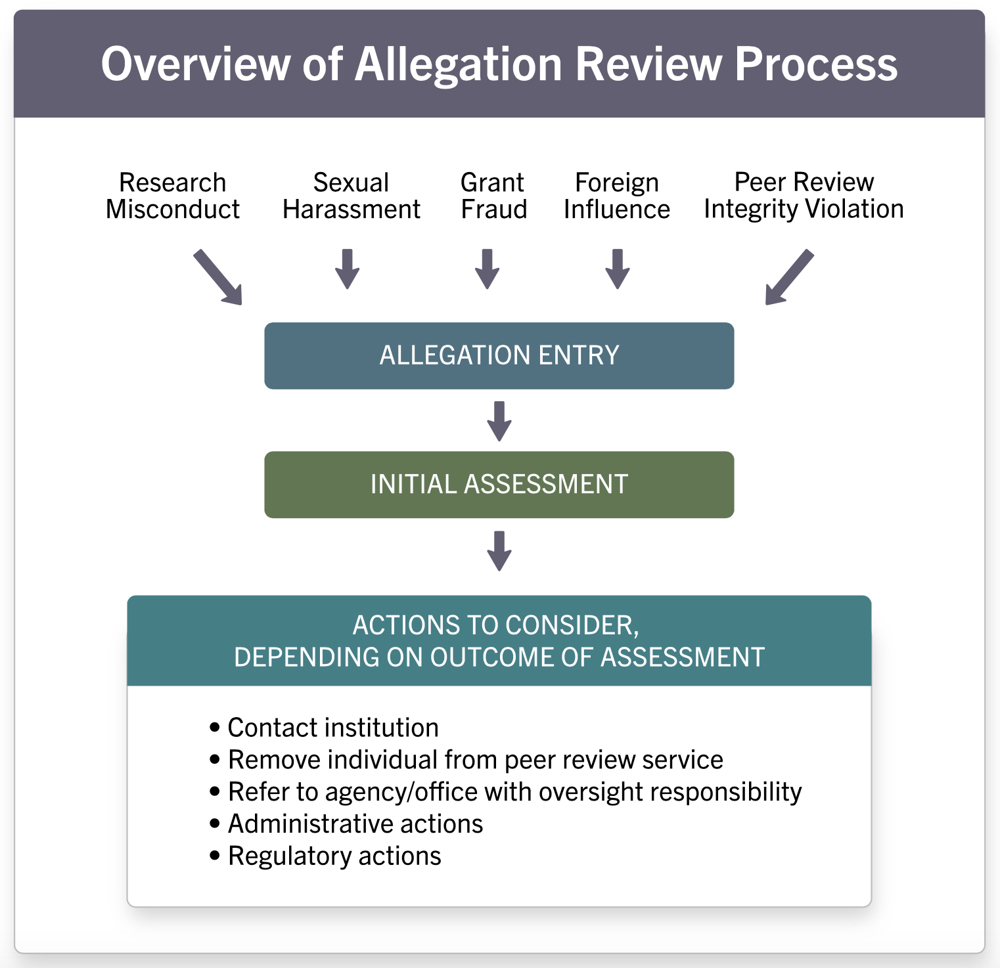 Overview of Allegation Review Process
Research
Misconduct
Sexual
Harassment
Grant
Fraud
Foreign
Influence
Peer Review
Integrity Violation
ALLEGATION ENTRY
INITIAL ASSESSMENT
ACTIONS TO CONSIDER,
DEPENDING ON OUTCOME OF ASSESSMENT
• Contact institution
• Remove individual from peer review service
• Refer to agency/office with oversight responsibility
• Administrative actions
• Regulatory actions